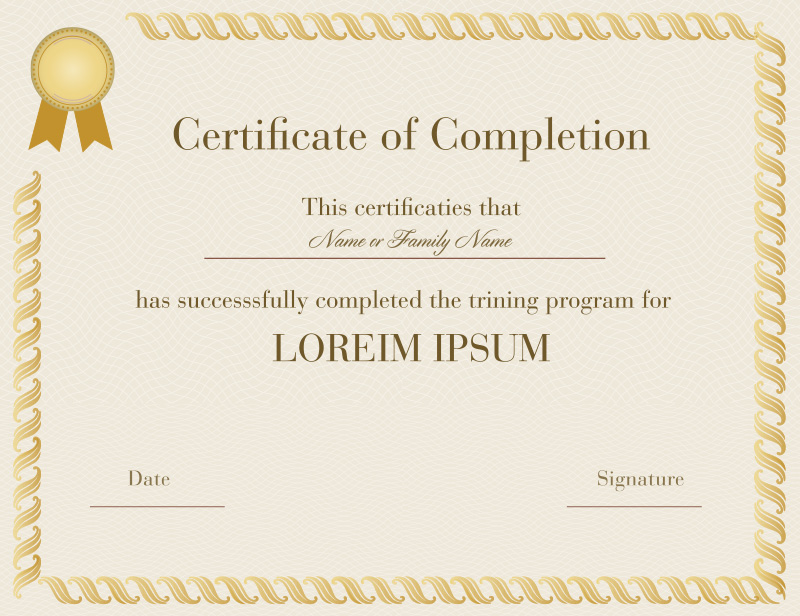 Certificate of Completion
This certificaties that
Name or Family Name
has successsfully completed the trining program for
LOREIM IPSUM
Date
Signature